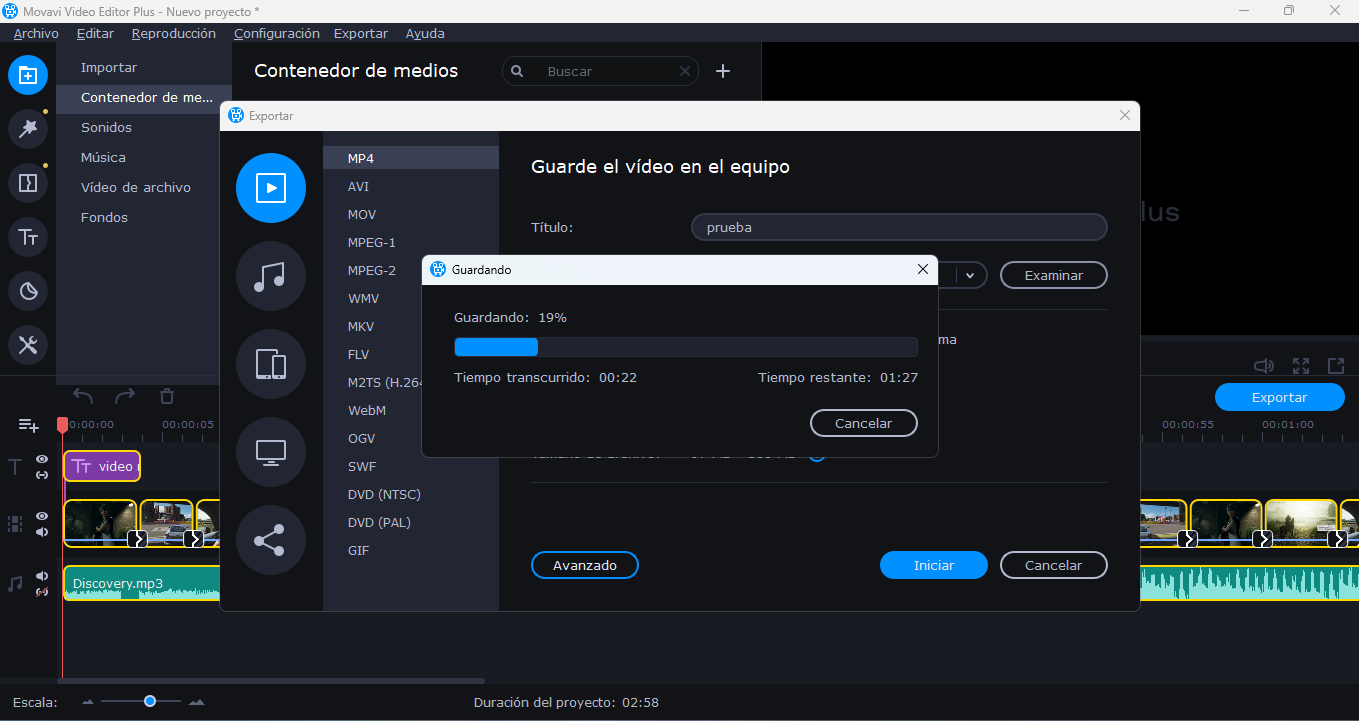 Movavi Video Editor Plus - Nuevo proyecto *
Archivo Editar Reproducción Configuración Exportar Ayuda
Importar
Contenedor de me...
Sonidos
Música
Vídeo de archivo
Fondos
Contenedor de medios
Buscar
lus
Exportar
MP4
AVI
MOV
MPEG-1
MPEG-2
WMV
MKV
FLV
M2TS (H.264
WebM
OGV
SWF
DVD (NTSC)
DVD (PAL)
GIF
Guarde el vídeo en el equipo
Título: prueba
Examinar
ma
Guardando
Guardando: 19%
Tiempo transcurrido: 00:22 Tiempo restante: 01:27
Cancelar
Avanzado Iniciar Cancelar
Exportar
0:00:00 00:00:05 00:00:55 00:01:00
video
Discovery.mp3
Escala: Duración del proyecto: 02:58